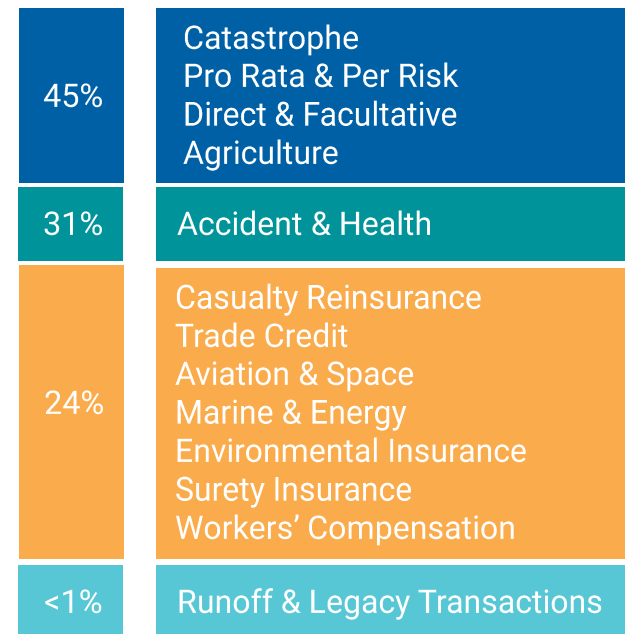 45%
Catastrophe
Pro Rata & Per Risk
Direct & Facultative
Agriculture
31%
Accident & Health
24%
Casualty Reinsurance
Trade Credit
Aviation & Space
Marine & Energy
Environmental Insurance
Surety Insurance
Workers’ Compensation
<1%
Runoff & Legacy Transactions